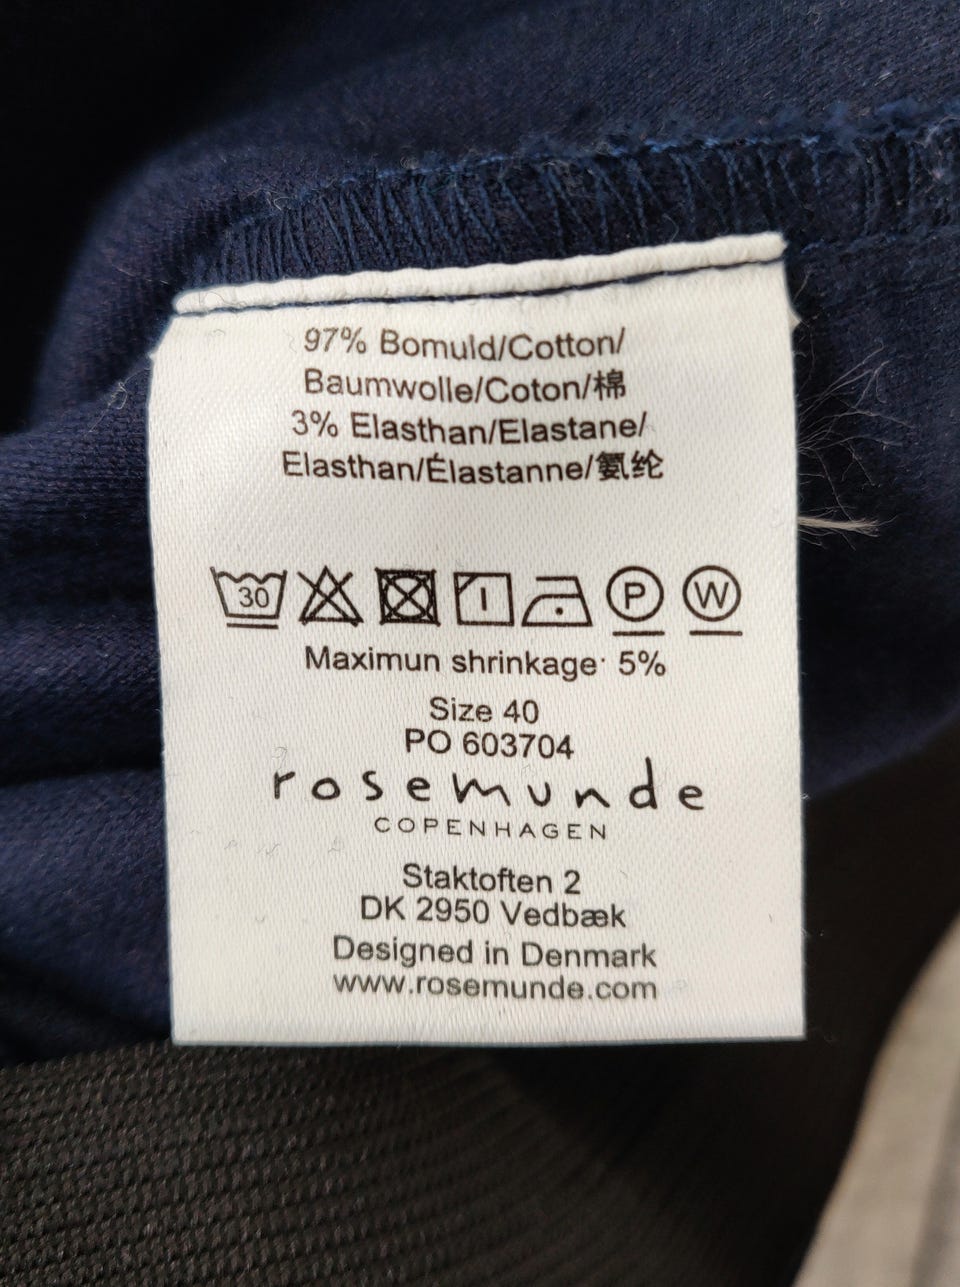 97% Bomuld/Cotton/
Baumwolle/Coton/棉
3% Elasthan/Elastane/
Elasthan/Élastanne/氨纶
30 P W
Maximun shrinkage: 5%
Size 40
PO 603704
rosemunde
COPENHAGEN
Staktoften 2
DK 2950 Vedbæk
Designed in Denmark
www.rosemunde.com